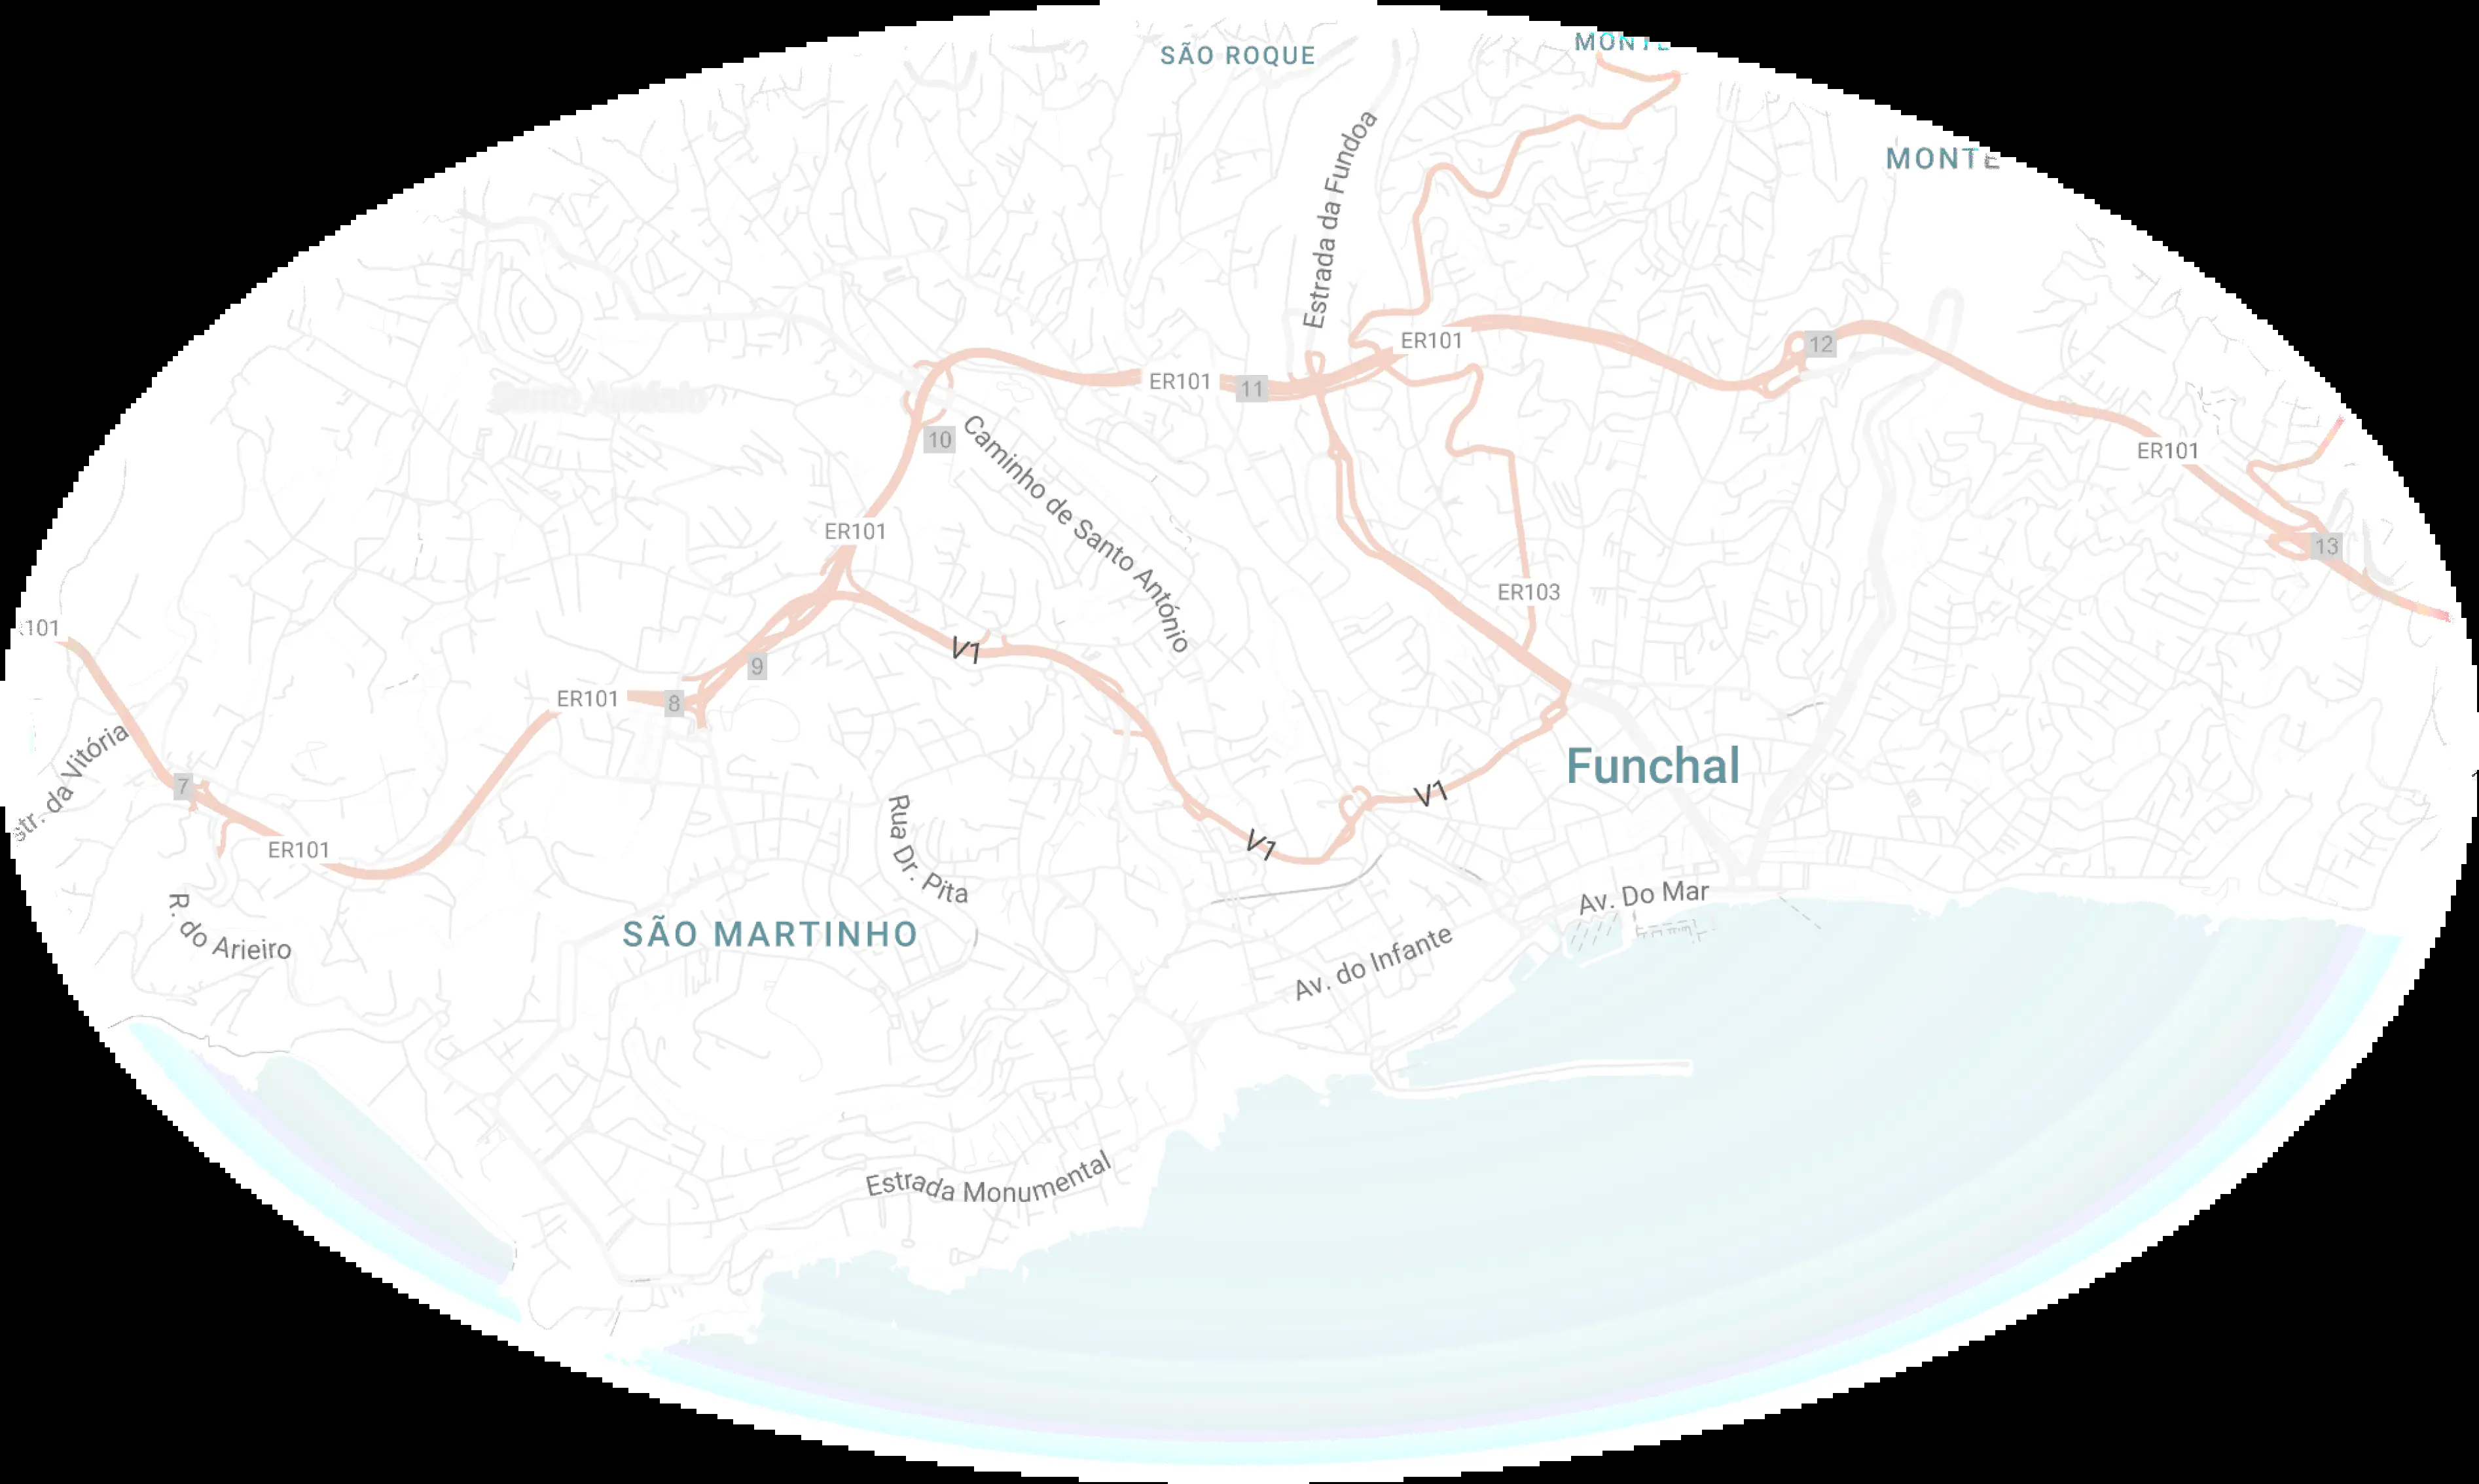 SÃO ROQUE
MONTE
MONTE
Estrada da Fundoa
ER101
12
ER101
11
10
Caminho de Santo António
ER101
13
ER101
ER103
101
V1
9
ER101
8
Estr. da Vitória
7
Funchal
V1
V1
ER101
Rua Dr. Pita
Av. Do Mar
R. do Arieiro
SÃO MARTINHO
Av. do Infante
Estrada Monumental